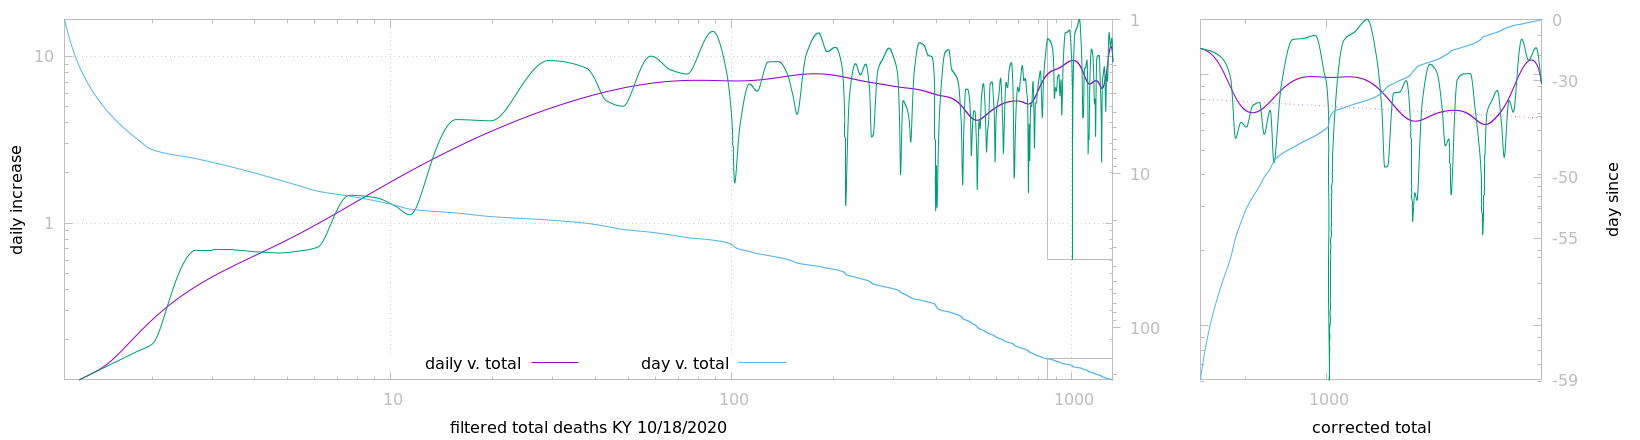 10
1
daily increase
daily v. total
day v. total
10
100
1000
filtered total deaths KY 10/18/2020
1
10
100
1000
corrected total
0
-30
-50
-55
-59
day since